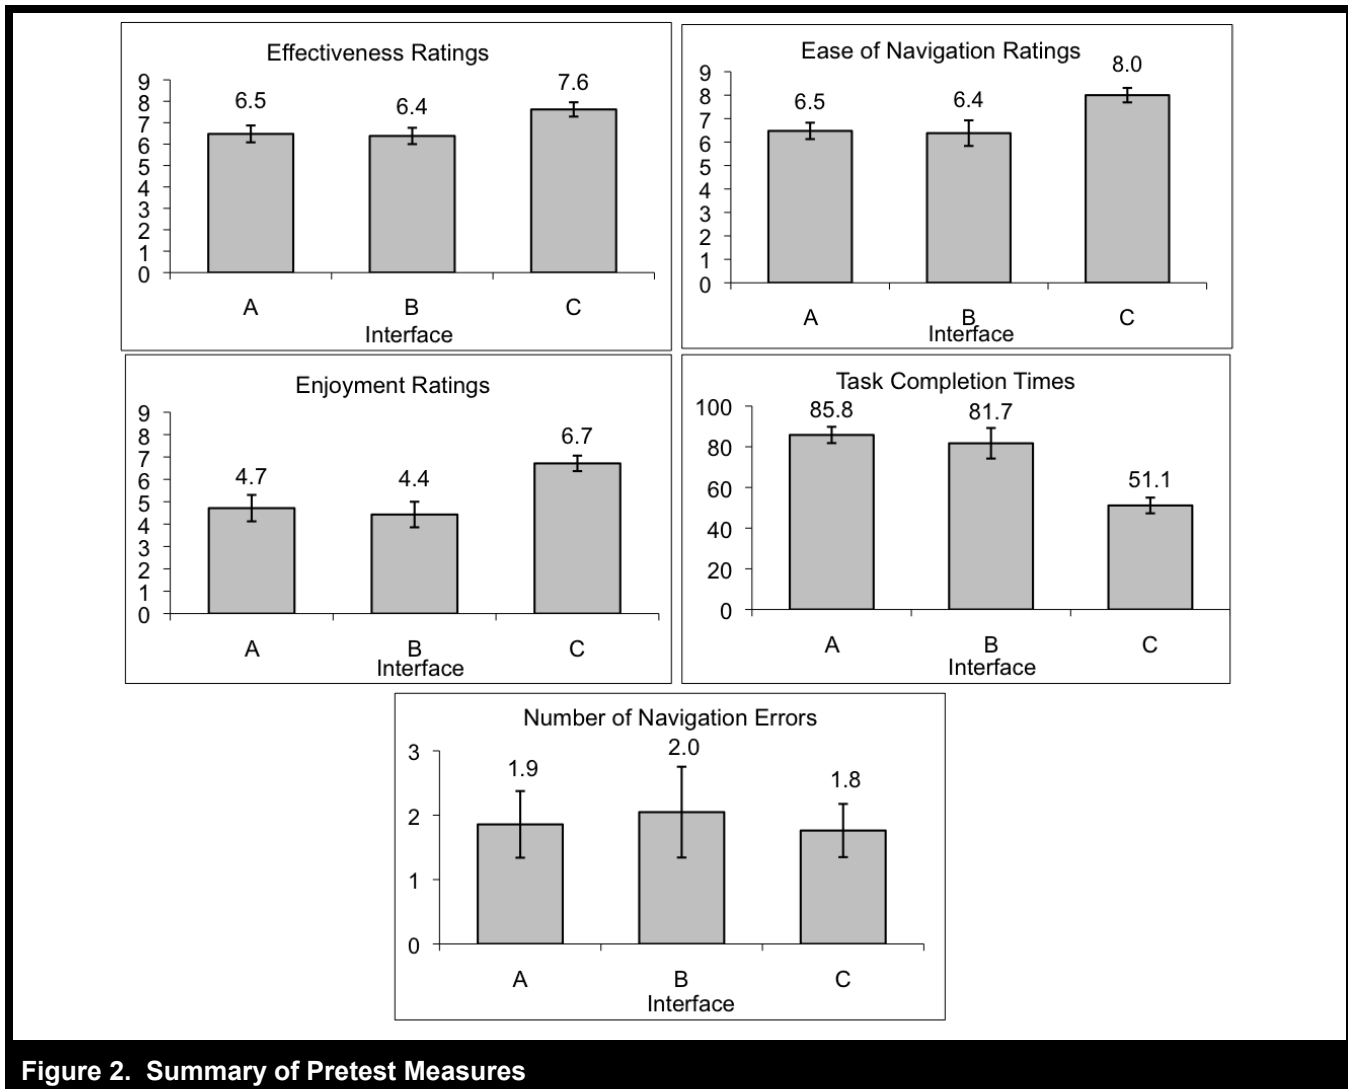 Effectiveness Ratings
9
8
7
6
5
4
3
2
1
0
6.5
6.4
7.6
A
B
C
Interface
Ease of Navigation Ratings
9
8
7
6
5
4
3
2
1
0
6.5
6.4
8.0
A
B
C
Interface
Enjoyment Ratings
9
8
7
6
5
4
3
2
1
0
4.7
4.4
6.7
A
B
C
Interface
Task Completion Times
100
80
60
40
20
0
85.8
81.7
51.1
A
B
C
Interface
Number of Navigation Errors
3
2
1
0
1.9
2.0
1.8
A
B
C
Interface
Figure 2. Summary of Pretest Measures